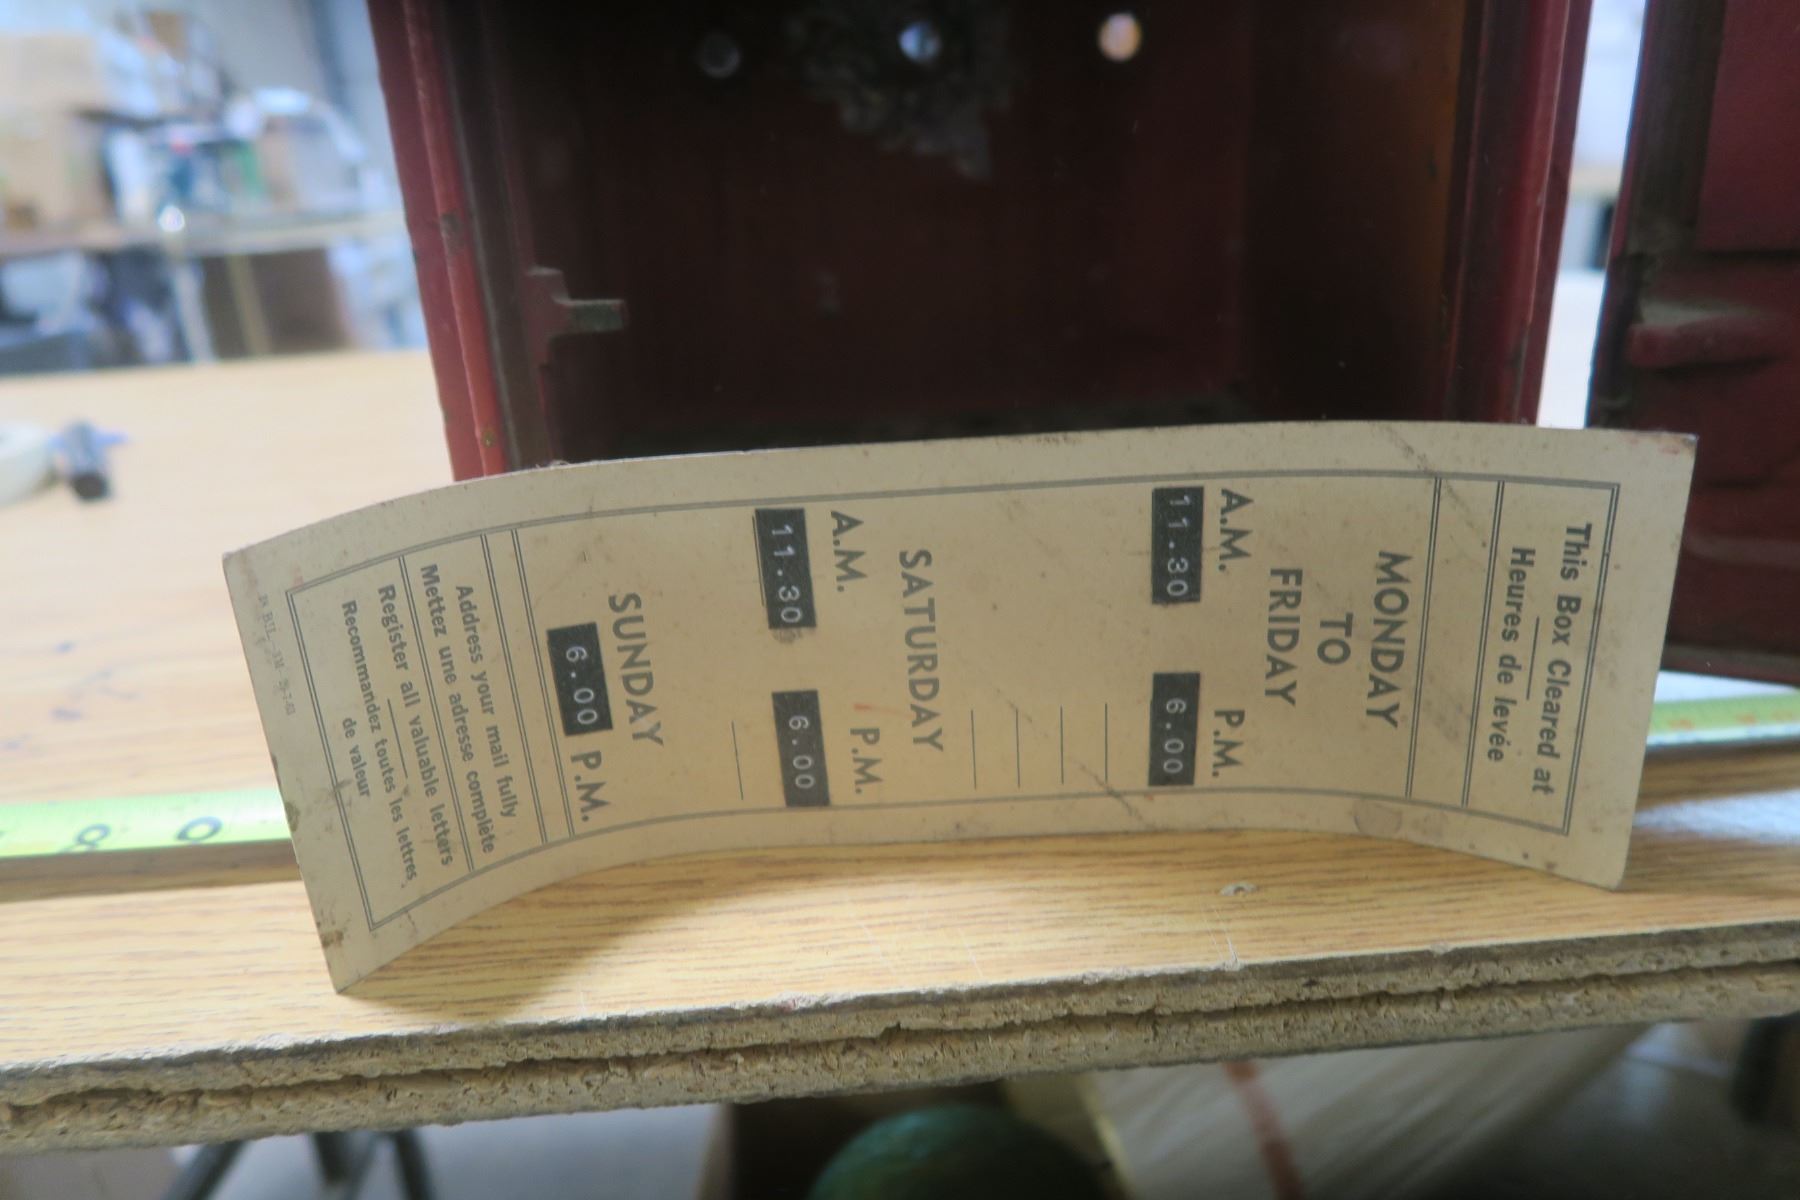 This Box Cleared at
Heures de levée
MONDAY
TO
FRIDAY
A.M. P.M.
11.30 6.00
SATURDAY
A.M. P.M.
11.30 6.00
SUNDAY
6.00 P.M.
Address your mail fully
Mettez une adresse complète
Register all valuable letters
Recommandez toutes les lettres
de valeur
8 0